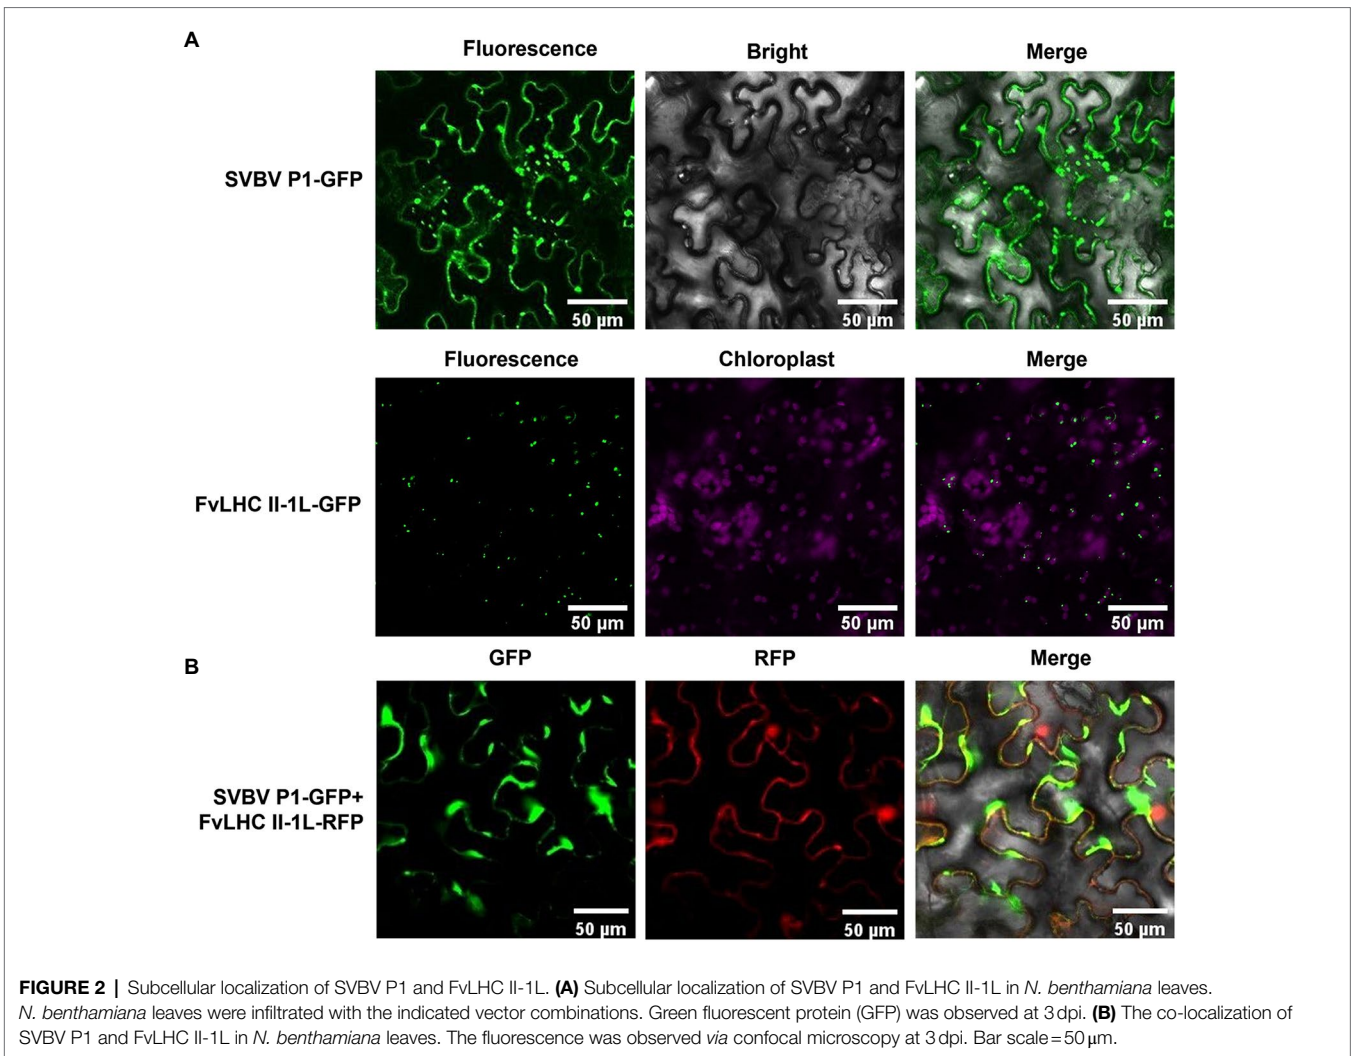 A
Fluorescence Bright Merge
SVBV P1-GFP
50 µm 50 µm 50 µm
Fluorescence Chloroplast Merge
FvLHC II-1L-GFP
50 µm 50 µm 50 µm
B
GFP RFP Merge
SVBV P1-GFP+
FvLHC II-1L-RFP
50 µm 50 µm 50 µm
FIGURE 2 | Subcellular localization of SVBV P1 and FvLHC II-1L. (A) Subcellular localization of SVBV P1 and FvLHC II-1L in N. benthamiana leaves.
N. benthamiana leaves were infiltrated with the indicated vector combinations. Green fluorescent protein (GFP) was observed at 3 dpi. (B) The co-localization of
SVBV P1 and FvLHC II-1L in N. benthamiana leaves. The fluorescence was observed via confocal microscopy at 3 dpi. Bar scale = 50 µm.